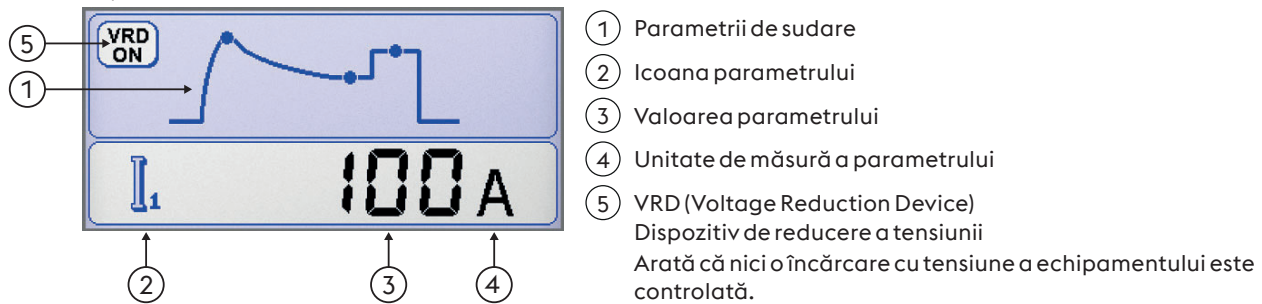 VRD
ON
5
1
I1
100 A
2
3
4
1 Parametrii de sudare
2 Icoana parametrului
3 Valoarea parametrului
4 Unitate de măsură a parametrului
5 VRD (Voltage Reduction Device)
Dispozitiv de reducere a tensiunii
Arată că nici o încărcare cu tensiune a echipamentului este
controlată.